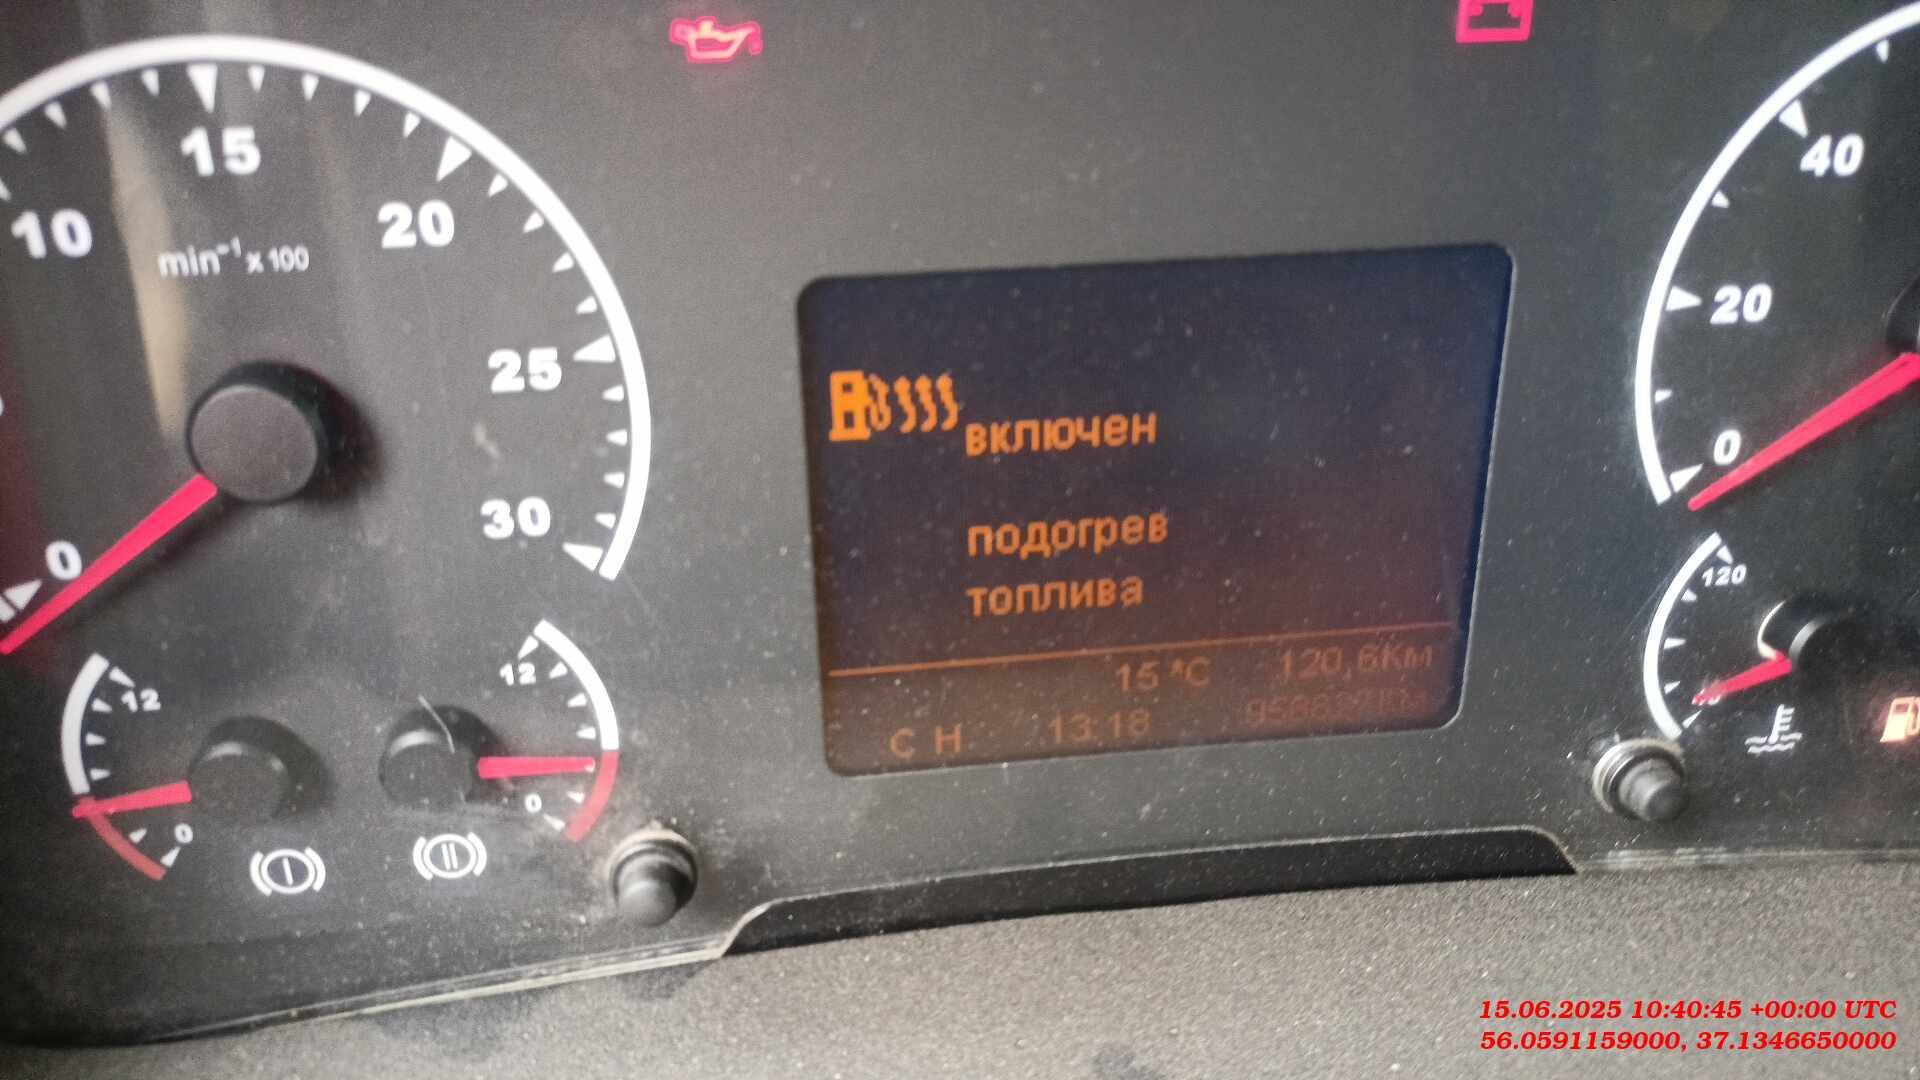 10
15
20
25
30
0
min⁻¹ x 100
12
0
12
0
включен
подогрев
топлива
15 °C 120,6Км
С Н 13:18
40
20
0
120
15.06.2025 10:40:45 +00:00 UTC
56.0591159000, 37.1346650000